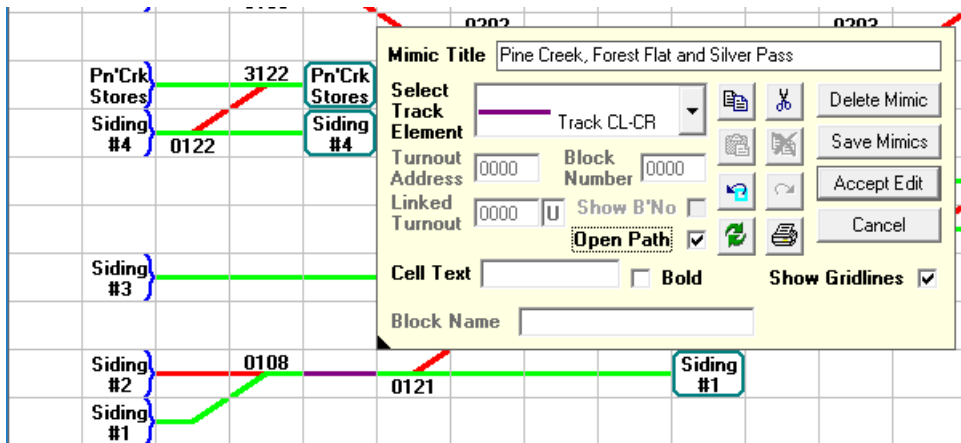 0202
0203
Mimic Title Pine Creek, Forest Flat and Silver Pass
Pn'Crk
Stores
3122
Pn'Crk
Stores
Select
Track
Element
Track CL-CR
Delete Mimic
Siding
#4
0122
Siding
#4
Save Mimics
Turnout
Address
0000
Block
Number
0000
Accept Edit
Linked
Turnout
0000
U
Show B'No
Cancel
Open Path
Siding
#3
Cell Text
Bold
Show Gridlines
Block Name
Siding
#2
0108
0121
Siding
#1
Siding
#1